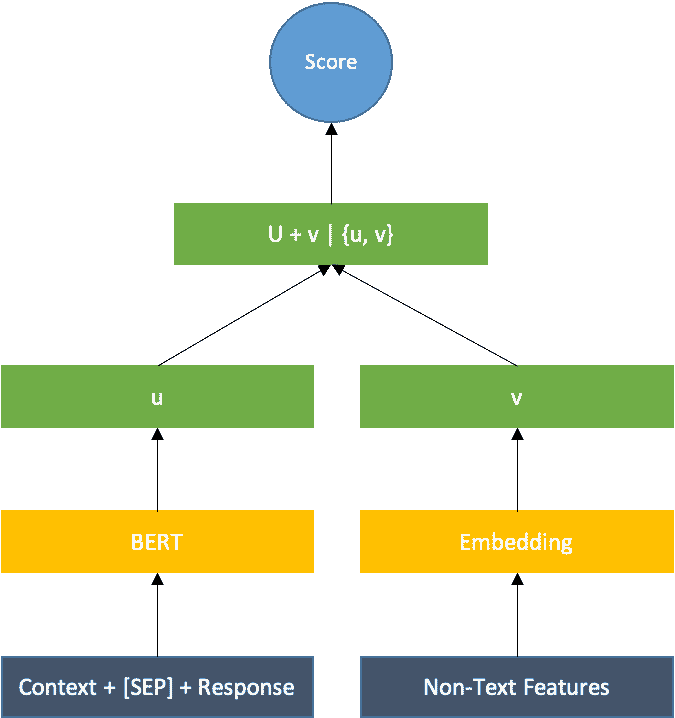 Score
U + v | {u, v}
u
v
BERT
Embedding
Context + [SEP] + Response
Non-Text Features